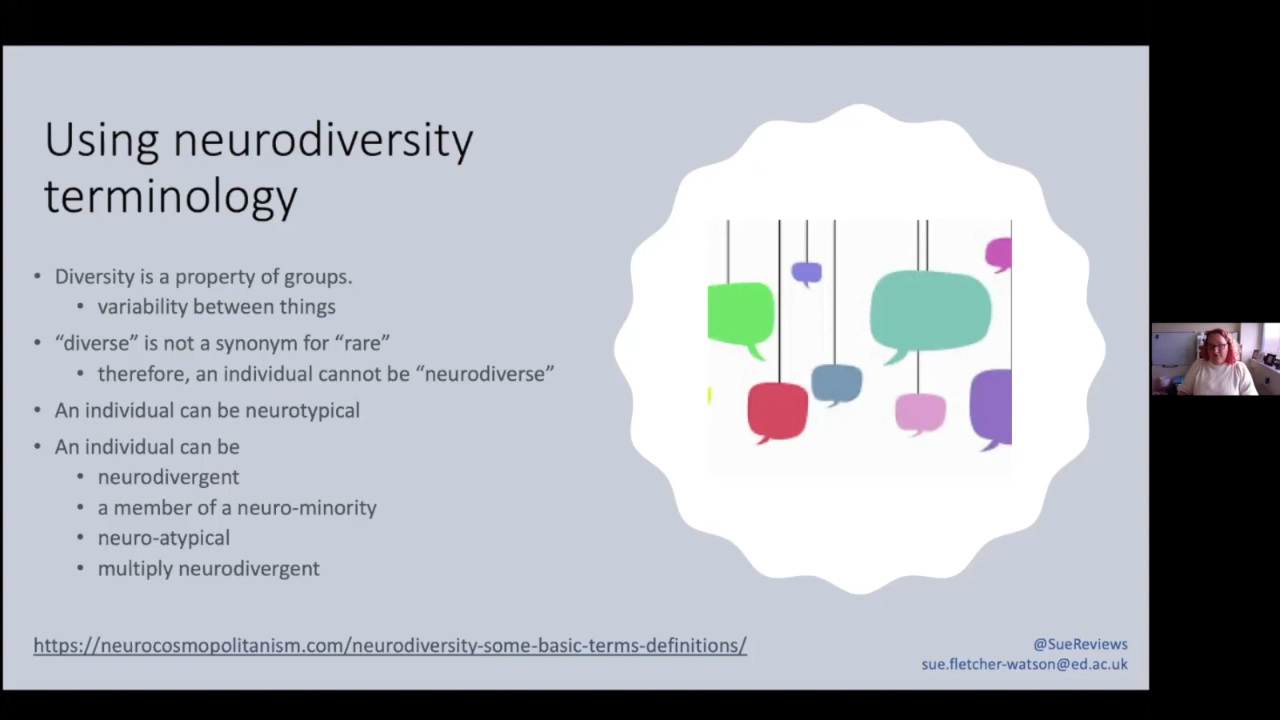 Using neurodiversity
terminology
• Diversity is a property of groups.
• variability between things
• “diverse” is not a synonym for “rare”
• therefore, an individual cannot be “neurodiverse”
• An individual can be neurotypical
• An individual can be
• neurodivergent
• a member of a neuro-minority
• neuro-atypical
• multiply neurodivergent
https://neurocosmopolitanism.com/neurodiversity-some-basic-terms-definitions/
@SueReviews
sue.fletcher-watson@ed.ac.uk